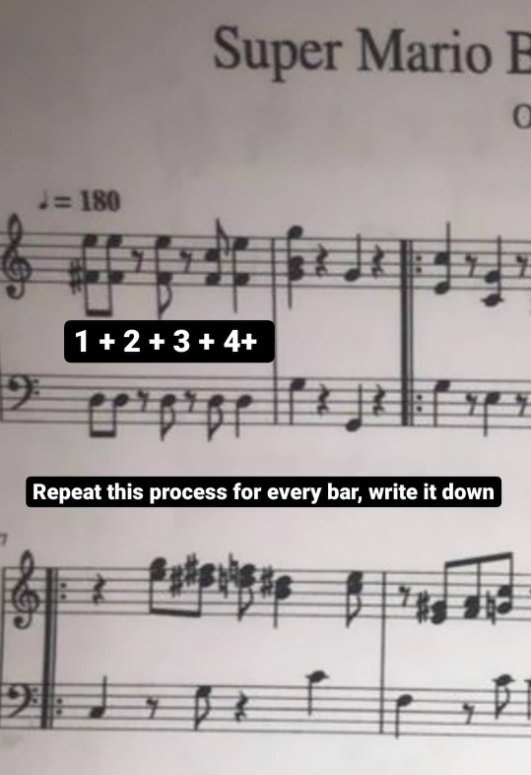 Super Mario B
♩= 180
1 + 2 + 3 + 4+
Repeat this process for every bar, write it down
7